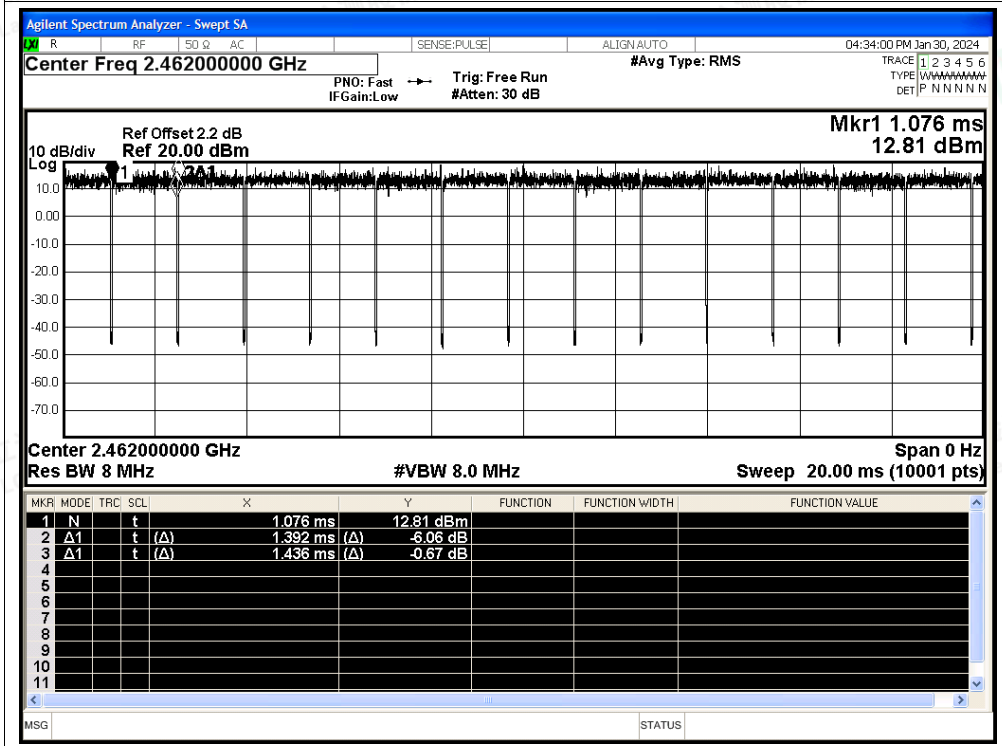 Agilent Spectrum Analyzer - Swept SA
LXI R RF 50 Ω AC SENSE:PULSE ALIGN AUTO 04:34:00 PM Jan 30, 2024
Center Freq 2.462000000 GHz #Avg Type: RMS TRACE 1 2 3 4 5 6
PNO: Fast Trig: Free Run TYPE WWWWWW
IFGain:Low #Atten: 30 dB DET P N N N N N
Mkr1 1.076 ms
Ref Offset 2.2 dB
10 dB/div Ref 20.00 dBm 12.81 dBm
Log
1
10.0
0.00
-10.0
-20.0
-30.0
-40.0
-50.0
-60.0
-70.0
Center 2.462000000 GHz Span 0 Hz
Res BW 8 MHz #VBW 8.0 MHz Sweep 20.00 ms (10001 pts)
MKR MODE TRC SCL X Y FUNCTION FUNCTION WIDTH FUNCTION VALUE
1 N t 1.076 ms 12.81 dBm
2 Δ1 t (Δ) 1.392 ms (Δ) -6.06 dB
3 Δ1 t (Δ) 1.436 ms (Δ) -0.67 dB
4
5
6
7
8
9
10
11
MSG STATUS